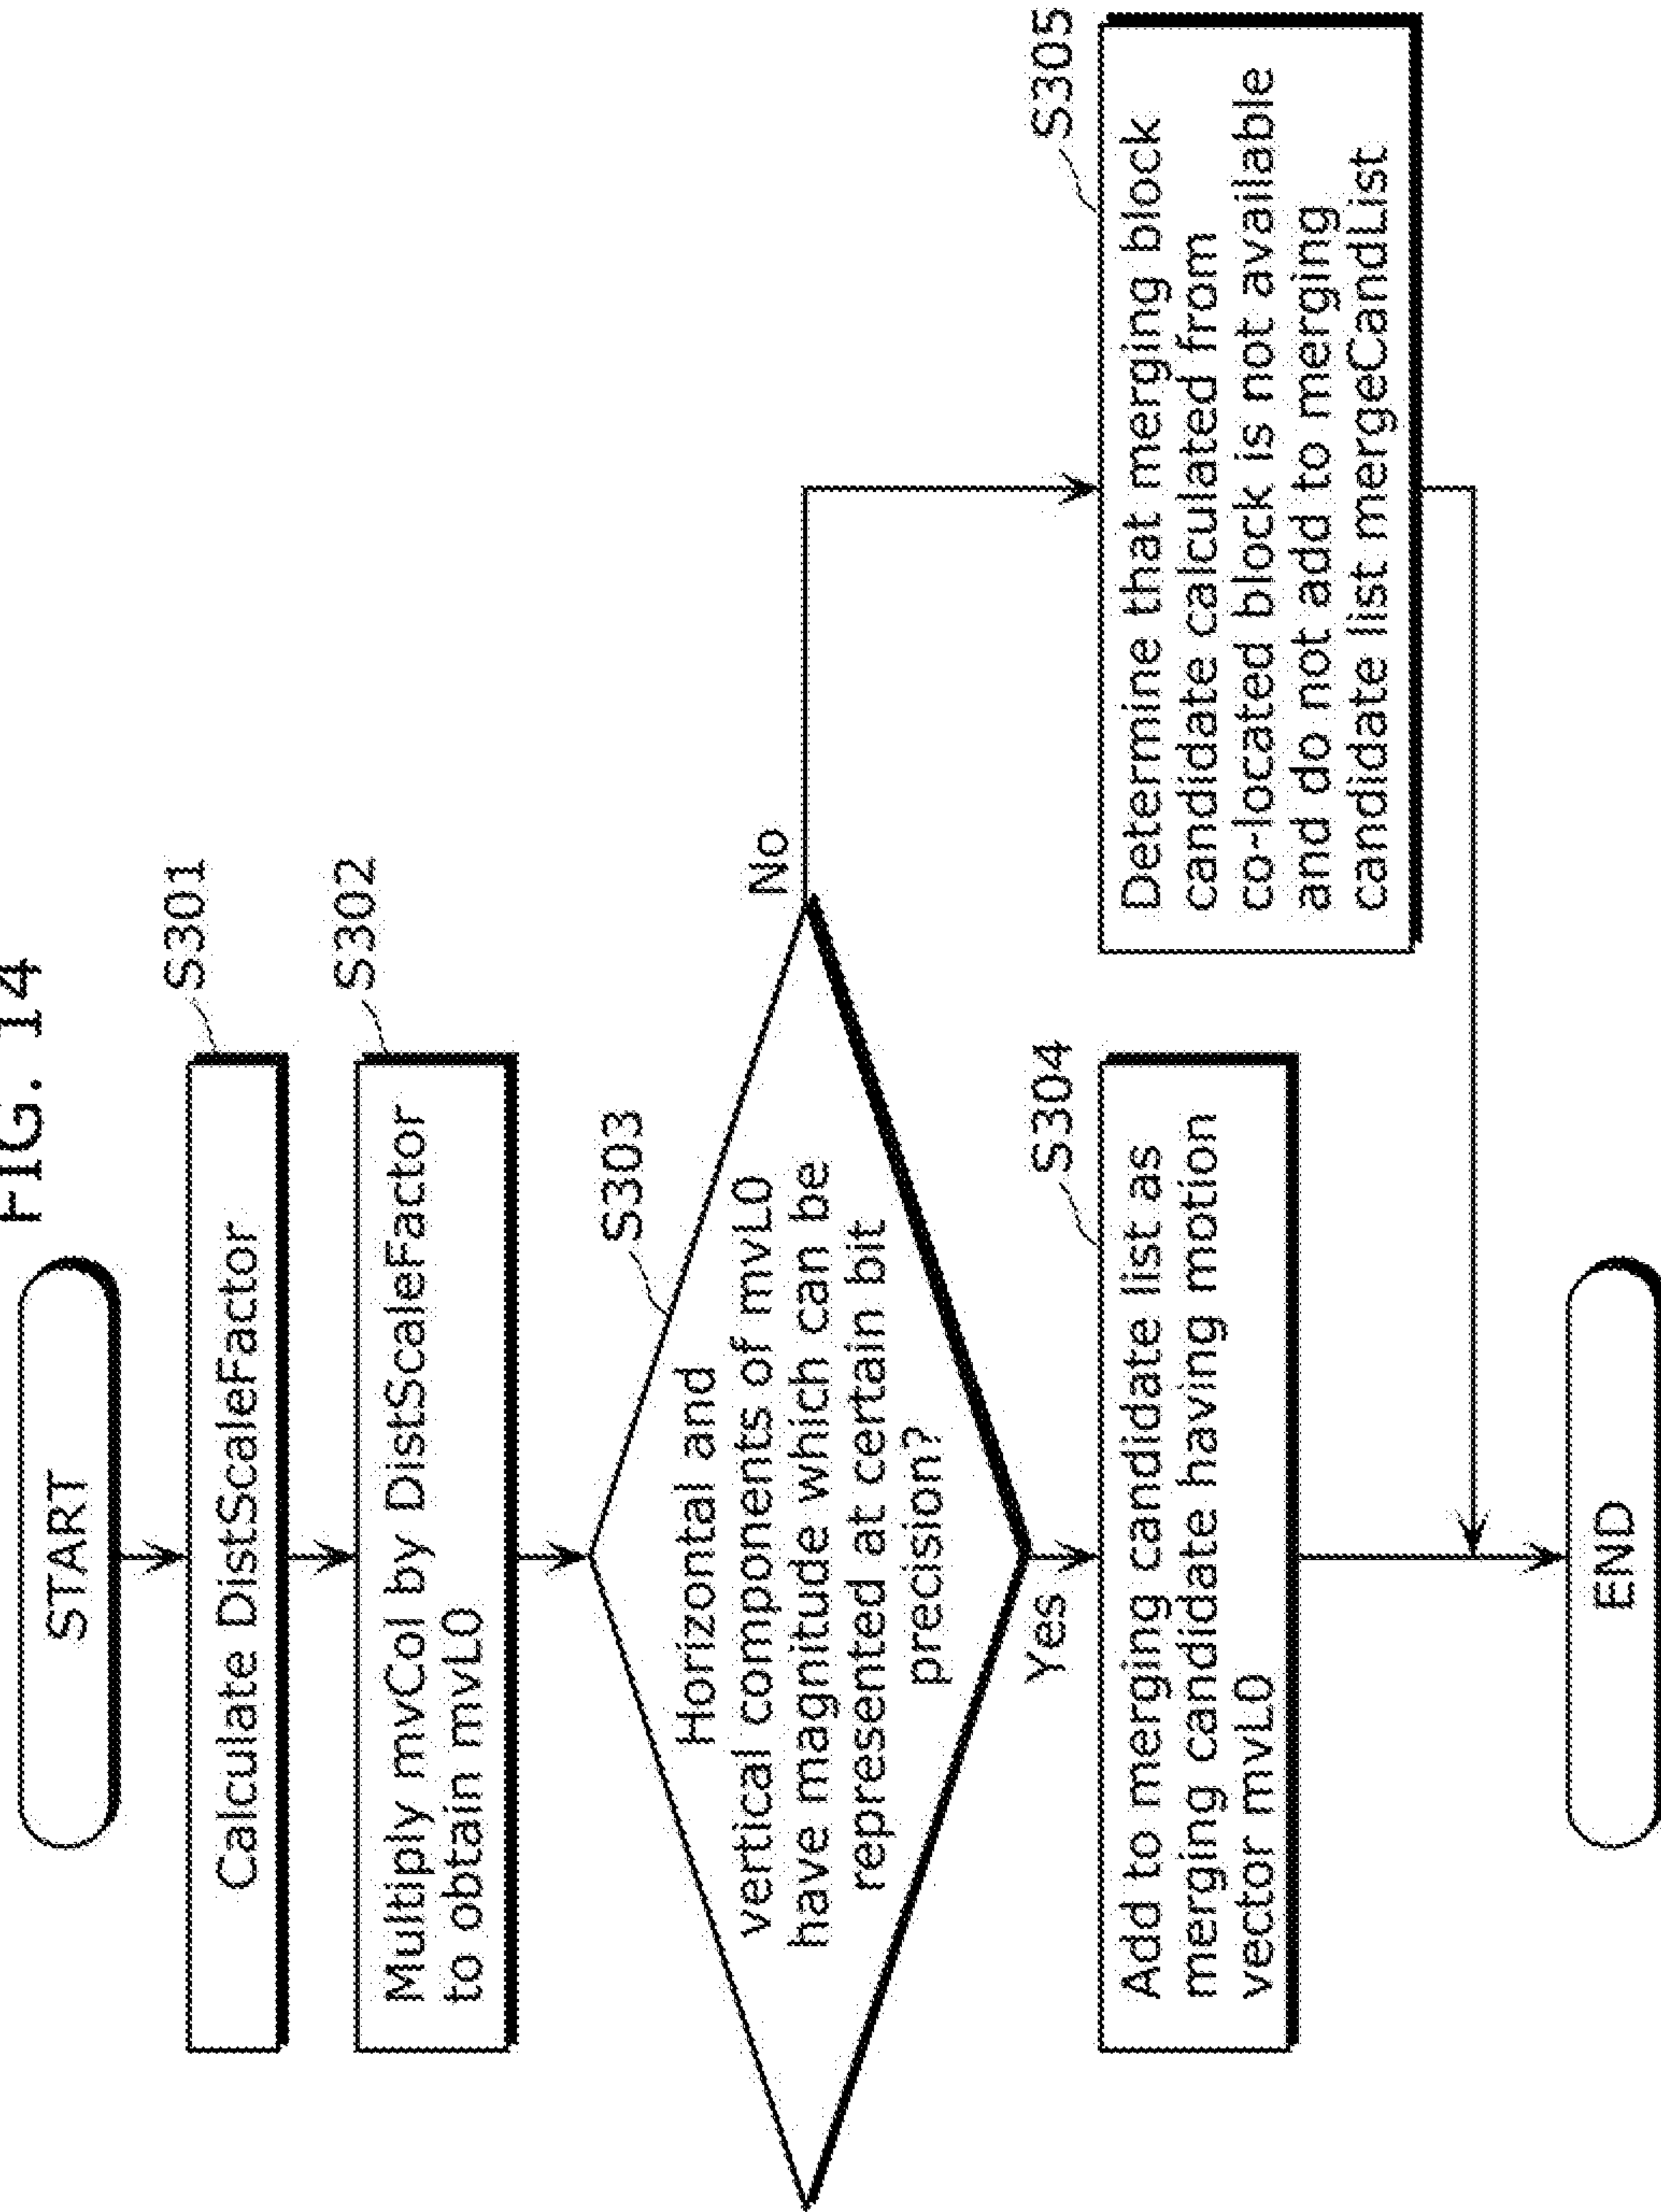 FIG. 14
START
S301
Calculate DistScaleFactor
S302
Multiply mvCol by DistScaleFactor
to obtain mvL0
S303
Horizontal and
vertical components of mvL0
have magnitude which can be
represented at certain bit
precision?
No
Yes
S304
Add to merging candidate list as
merging candidate having motion
vector mvL0
S305
Determine that merging block
candidate calculated from
co-located block is not available
and do not add to merging
candidate list mergeCandList
END